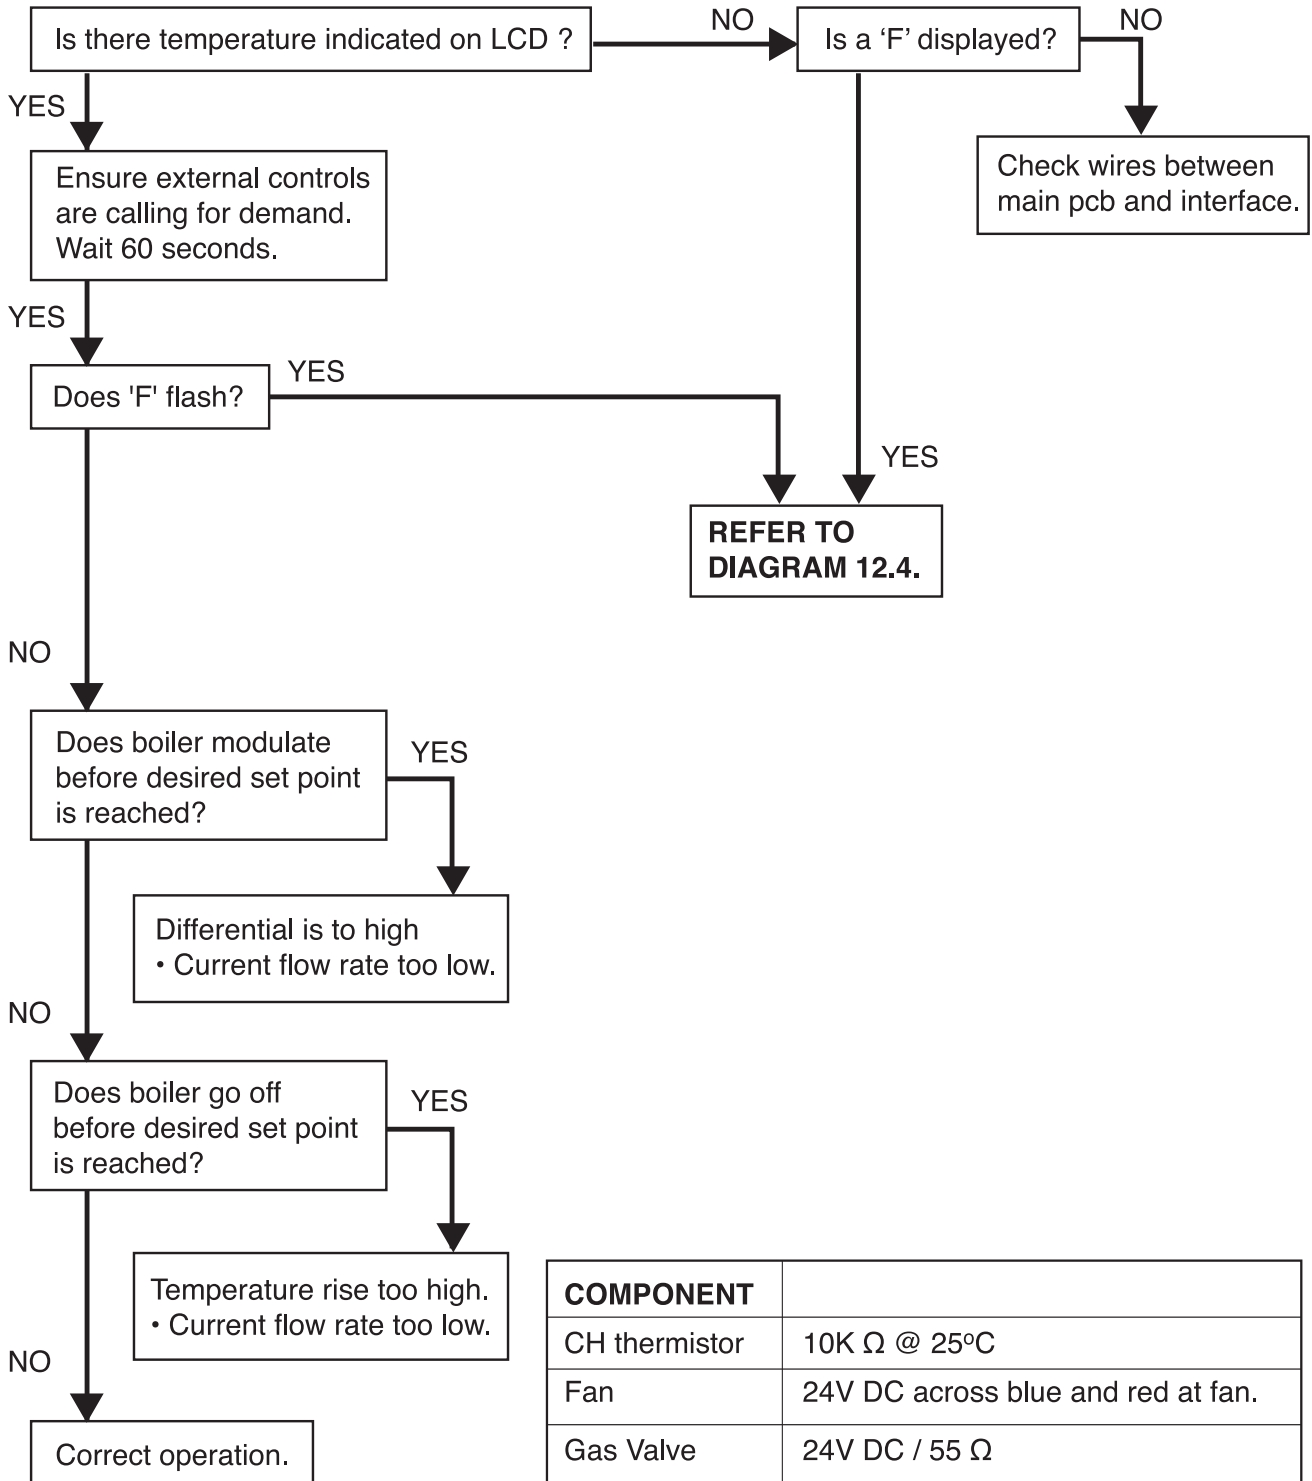 Is there temperature indicated on LCD ?
NO
Is a ‘F’ displayed?
NO
YES
Check wires between
main pcb and interface.
Ensure external controls
are calling for demand.
Wait 60 seconds.
YES
Does 'F' flash?
YES
YES
REFER TO
DIAGRAM 12.4.
NO
Does boiler modulate
before desired set point
is reached?
YES
Differential is to high
• Current flow rate too low.
NO
Does boiler go off
before desired set point
is reached?
YES
Temperature rise too high.
• Current flow rate too low.
NO
Correct operation.
COMPONENT
CH thermistor 10K Ω @ 25ºC
Fan 24V DC across blue and red at fan.
Gas Valve 24V DC / 55 Ω